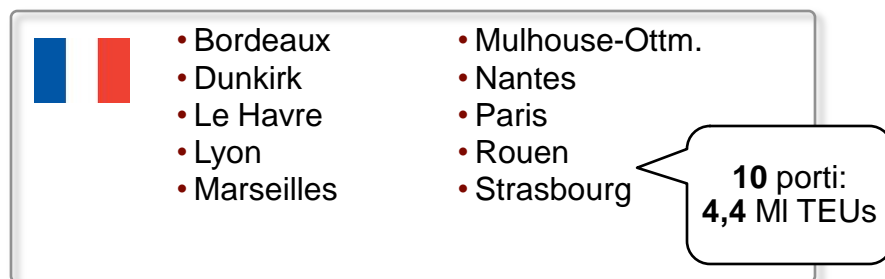 • Bordeaux
• Dunkirk
• Le Havre
• Lyon
• Marseilles
• Mulhouse-Ottm.
• Nantes
• Paris
• Rouen
• Strasbourg
10 porti:
4,4 Ml TEUs